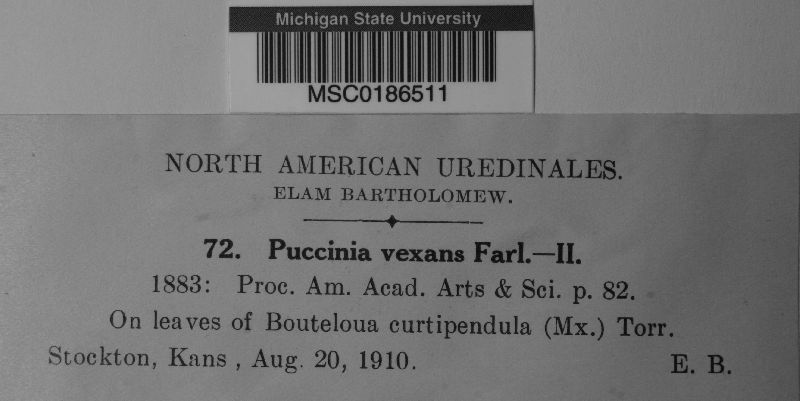 Michigan State University
MSC0186511
NORTH AMERICAN UREDINALES.
ELAM BARTHOLOMEW.
72. Puccinia vexans Farl.—II.
1883: Proc. Am. Acad. Arts & Sci. p. 82.
On leaves of Bouteloua curtipendula (Mx.) Torr.
Stockton, Kans , Aug. 20, 1910. E. B.